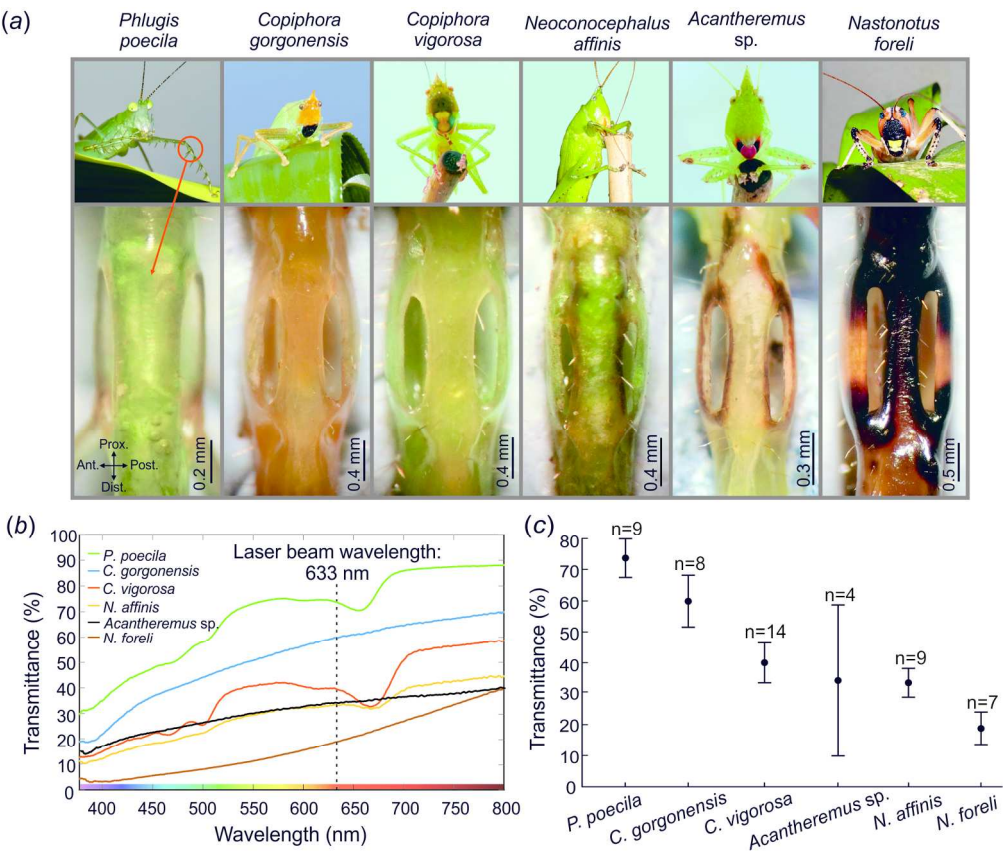 (a)
Phlugis
poecila
Copiphora
gorgonensis
Copiphora
vigorosa
Neoconocephalus
affinis
Acantheremus
sp.
Nastonotus
foreli
Prox.
Ant. Post.
Dist.
0.2 mm
0.4 mm
0.4 mm
0.4 mm
0.3 mm
0.5 mm
(b)
Transmittance (%)
100
90
80
70
60
50
40
30
20
10
0
P. poecila
C. gorgonensis
C. vigorosa
N. affinis
Acantheremus sp.
N. foreli
Laser beam wavelength:
633 nm
400 450 500 550 600 650 700 750 800
Wavelength (nm)
(c)
Transmittance (%)
80
70
60
50
40
30
20
10
0
n=9
n=8
n=14
n=4
n=9
n=7
P. poecila
C. gorgonensis
C. vigorosa
Acantheremus sp.
N. affinis
N. foreli